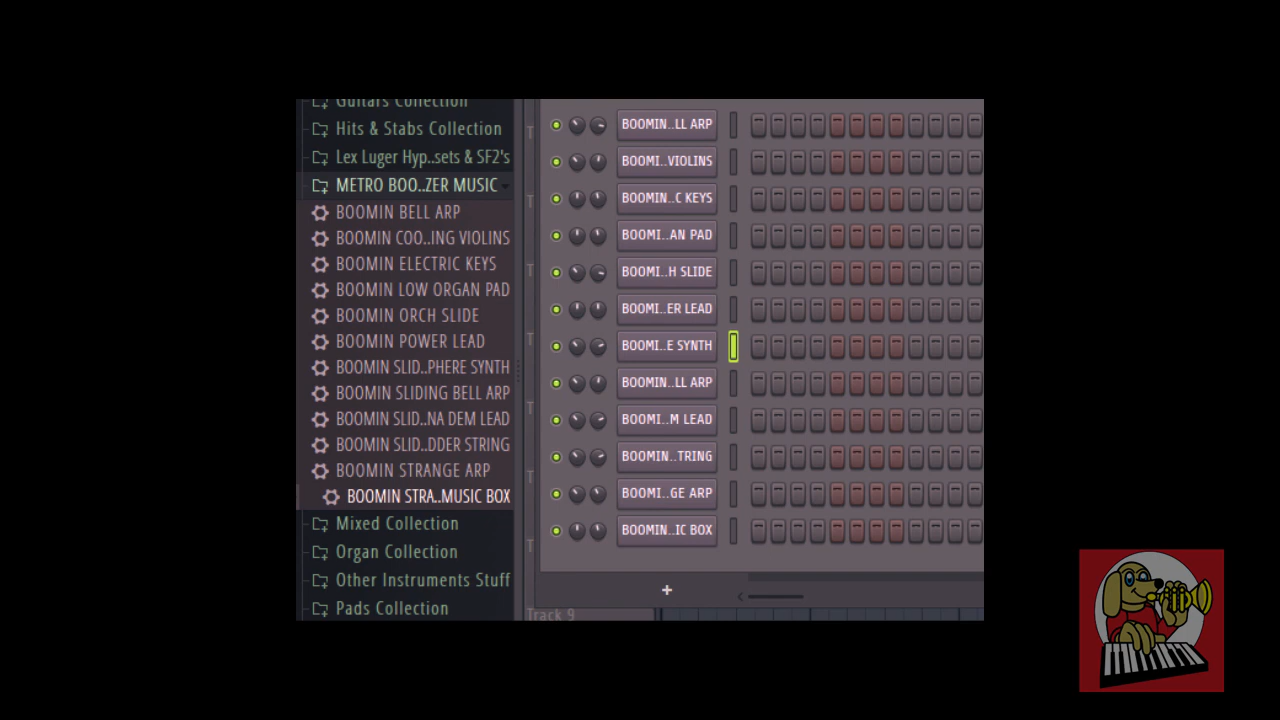 Guitars Collection
Hits & Stabs Collection
Lex Luger Hyp..sets & SF2's
METRO BOO..ZER MUSIC
BOOMIN BELL ARP
BOOMIN COO..ING VIOLINS
BOOMIN ELECTRIC KEYS
BOOMIN LOW ORGAN PAD
BOOMIN ORCH SLIDE
BOOMIN POWER LEAD
BOOMIN SLID..PHERE SYNTH
BOOMIN SLIDING BELL ARP
BOOMIN SLID..NA DEM LEAD
BOOMIN SLID..DDER STRING
BOOMIN STRANGE ARP
BOOMIN STRA..MUSIC BOX
Mixed Collection
Organ Collection
Other Instruments Stuff
Pads Collection
BOOMIN..LL ARP
BOOMI..VIOLINS
BOOMIN..C KEYS
BOOMI..AN PAD
BOOMI..H SLIDE
BOOMI..ER LEAD
BOOMI..E SYNTH
BOOMIN..LL ARP
BOOMI..M LEAD
BOOMIN..TRING
BOOMI..GE ARP
BOOMIN..IC BOX
+
Track 9
T
T
T
T
T
T
T